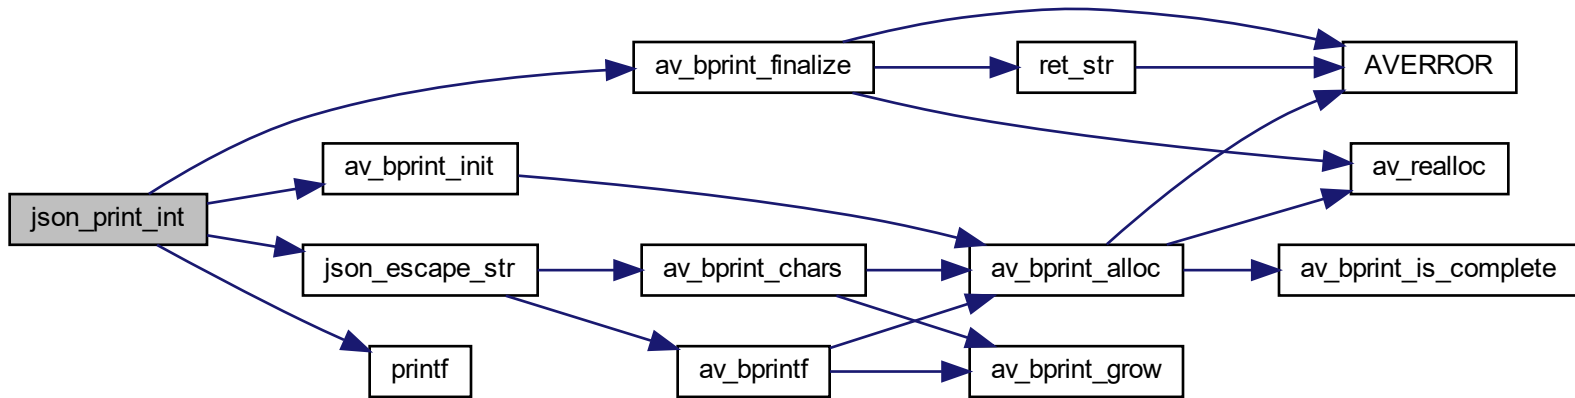 av_bprint_finalize
ret_str
AVERROR
av_bprint_init
av_realloc
json_print_int
json_escape_str
av_bprint_chars
av_bprint_alloc
av_bprint_is_complete
printf
av_bprintf
av_bprint_grow